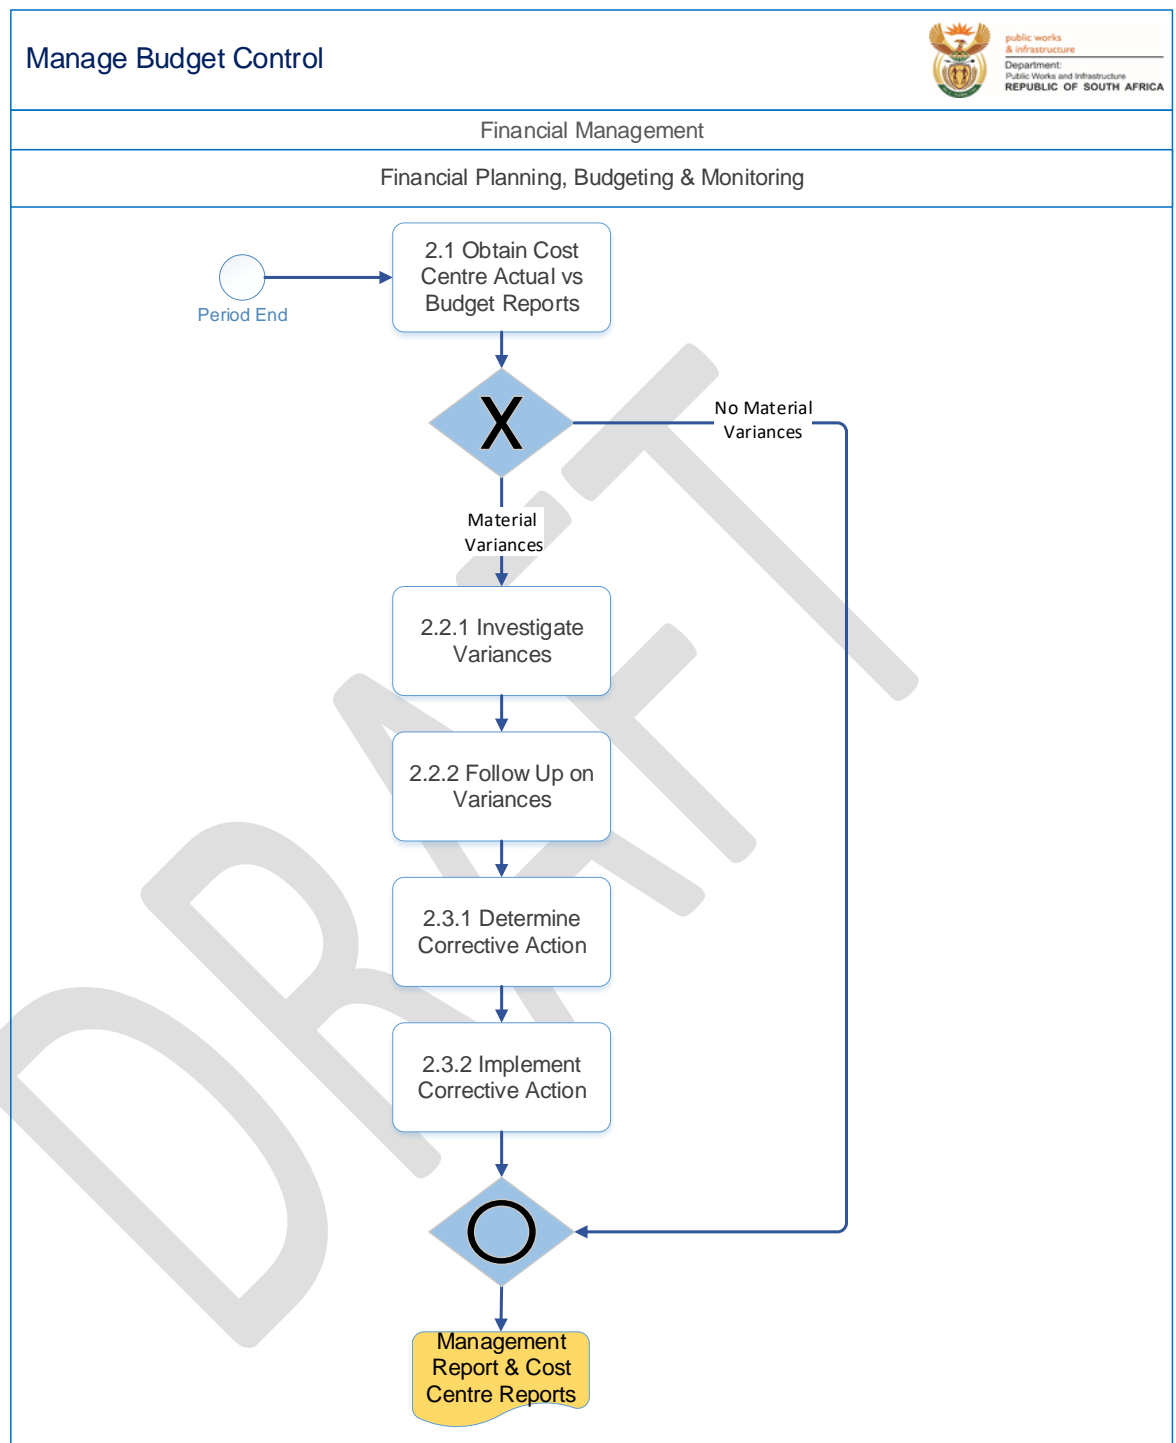 Manage Budget Control
public works
& infrastructure
Department:
Public Works and Infrastructure
REPUBLIC OF SOUTH AFRICA
Financial Management
Financial Planning, Budgeting & Monitoring
2.1 Obtain Cost
Centre Actual vs
Budget Reports
Period End
X
No Material
Variances
Material
Variances
2.2.1 Investigate
Variances
2.2.2 Follow Up on
Variances
2.3.1 Determine
Corrective Action
2.3.2 Implement
Corrective Action
Management
Report & Cost
Centre Reports
DRAFT